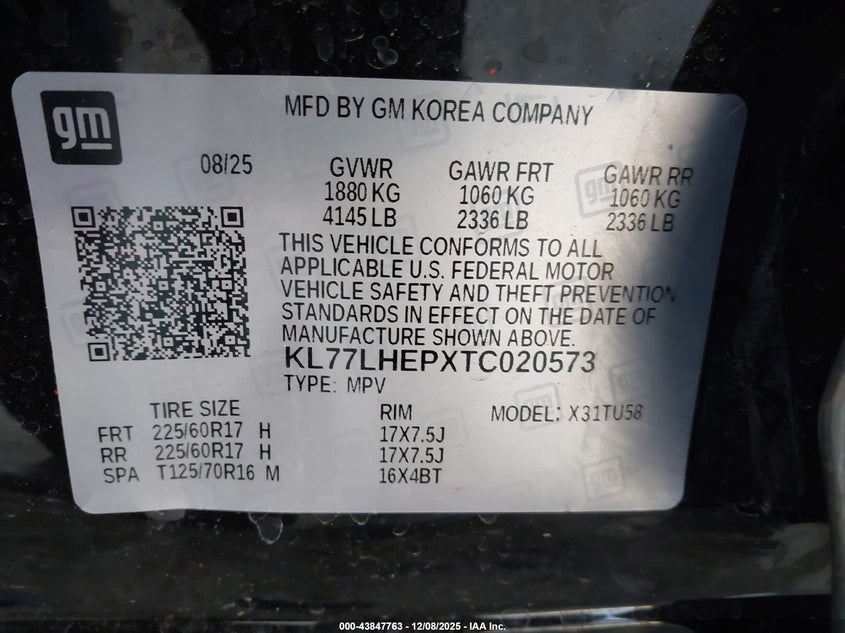 gm
MFD BY GM KOREA COMPANY
08/25 GVWR GAWR FRT GAWR RR
1880 KG 1060 KG 1060 KG
4145 LB 2336 LB 2336 LB
THIS VEHICLE CONFORMS TO ALL
APPLICABLE U.S. FEDERAL MOTOR
VEHICLE SAFETY AND THEFT PREVENTION
STANDARDS IN EFFECT ON THE DATE OF
MANUFACTURE SHOWN ABOVE.
KL77LHEPXTC020573
TYPE: MPV
TIRE SIZE RIM MODEL: X31TU58
FRT 225/60R17 H 17X7.5J
RR 225/60R17 H 17X7.5J
SPA T125/70R16 M 16X4BT
000-43847763 - 12/08/2025 - IAA Inc.